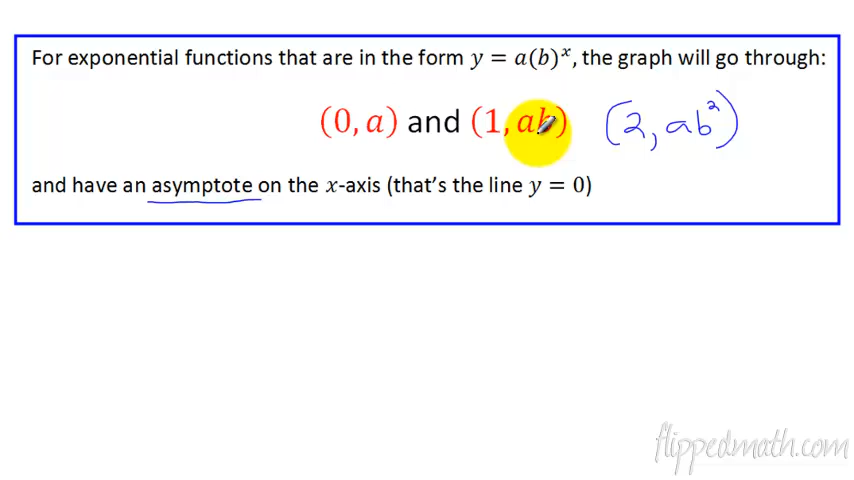 For exponential functions that are in the form y = a(b)ˣ, the graph will go through:
(0, a) and (1, ab) (2, ab²)
and have an asymptote on the x-axis (that's the line y = 0)
flippedmath.com